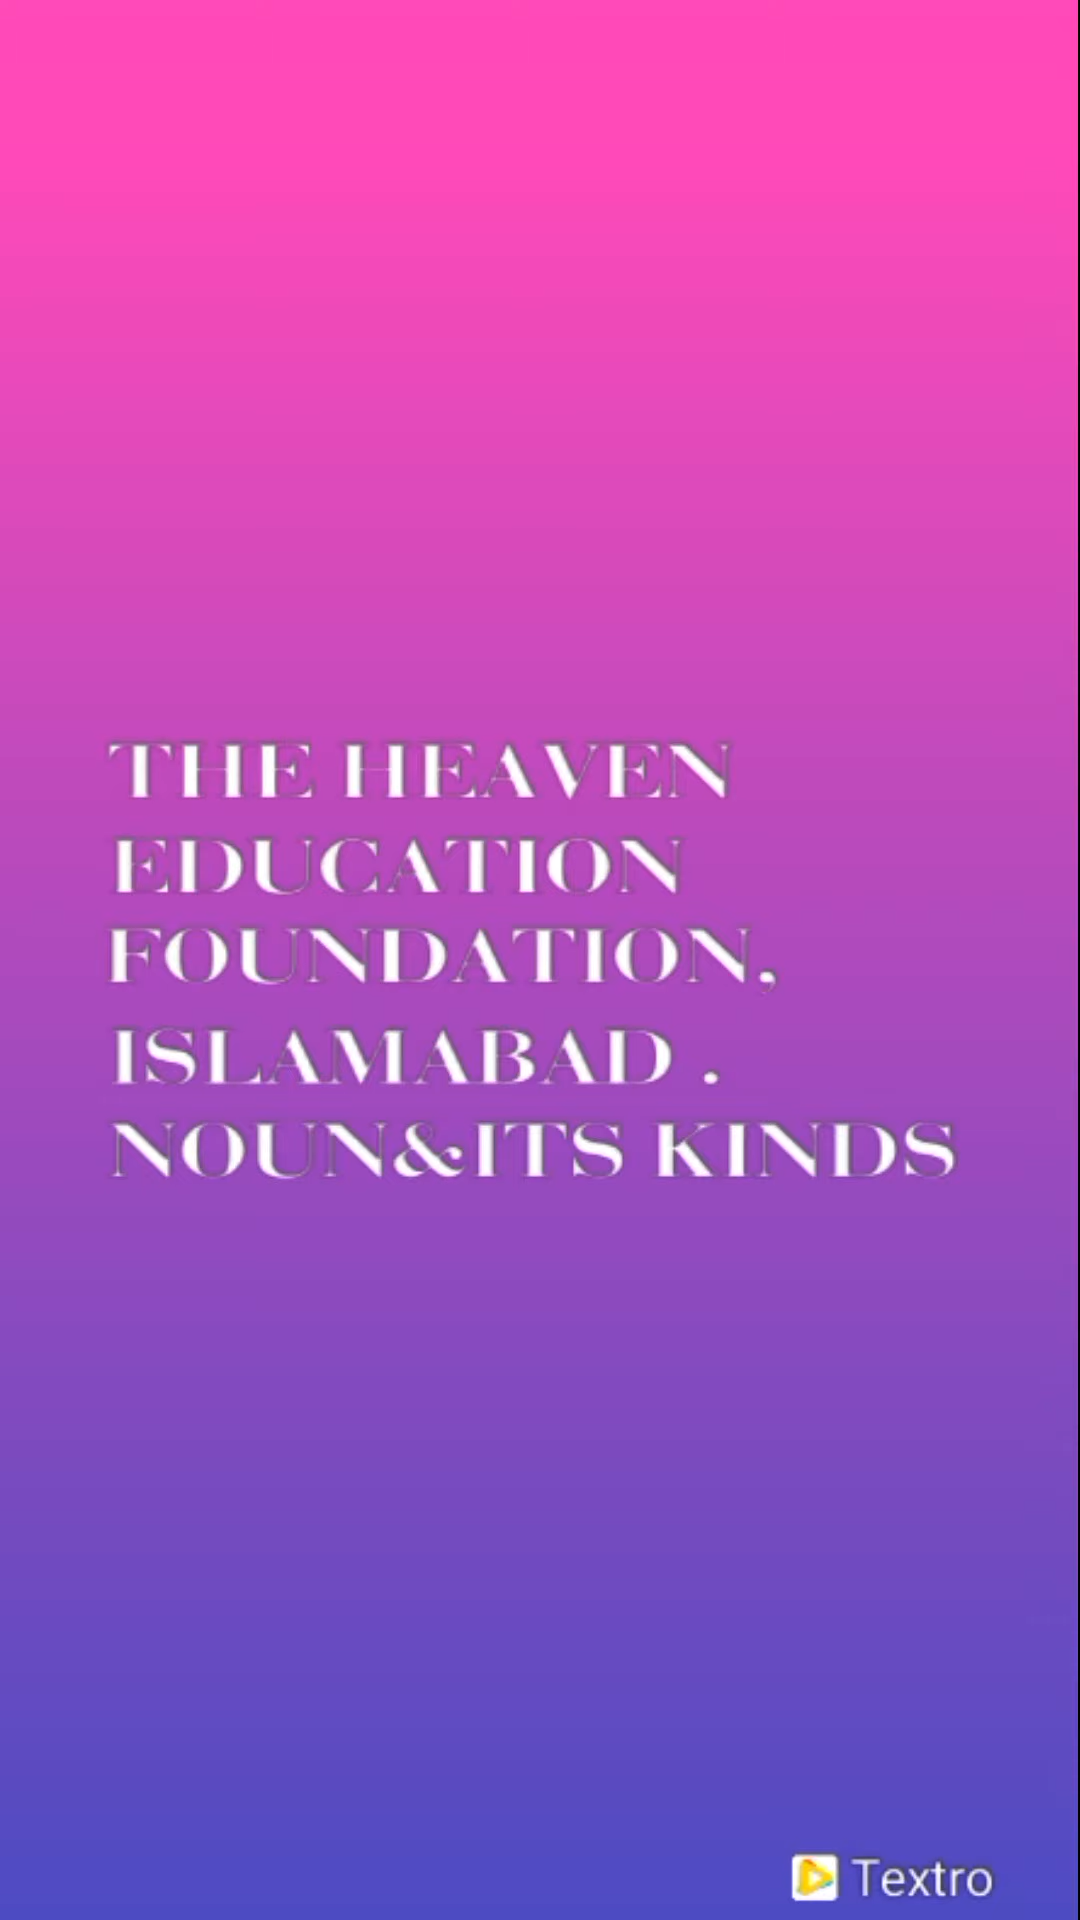 THE HEAVEN
EDUCATION
FOUNDATION,
ISLAMABAD .
NOUN&ITS KINDS
Textro